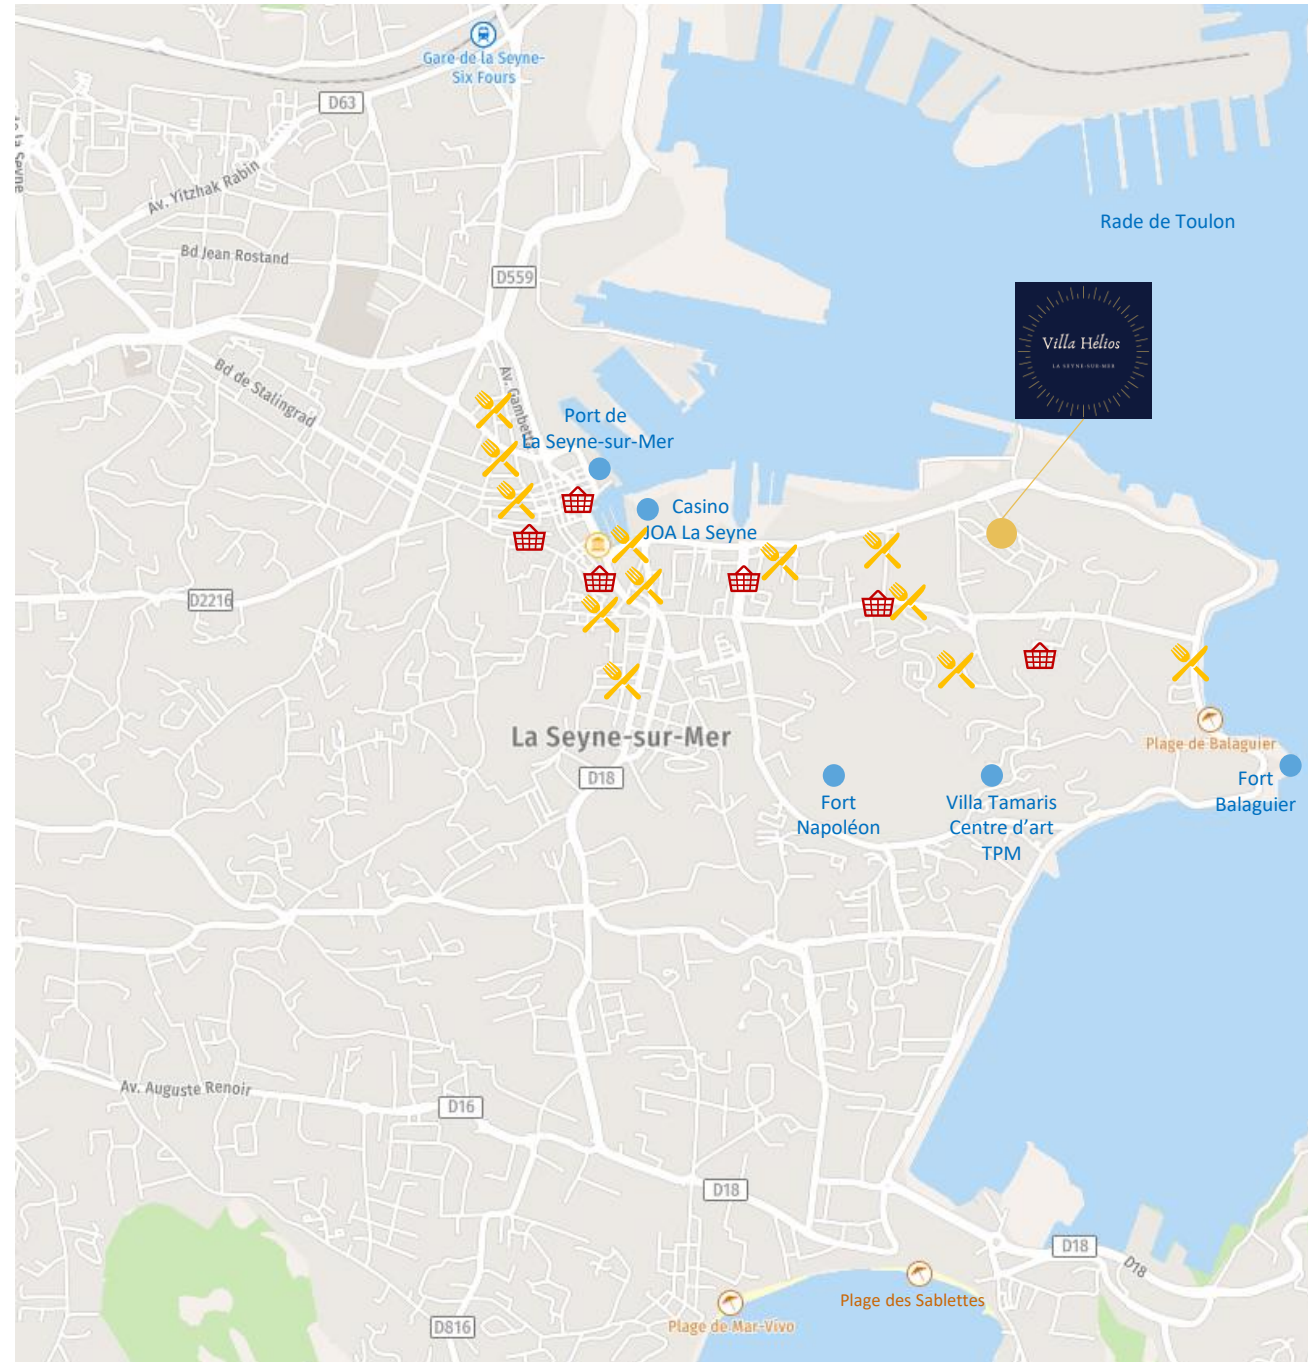 Gare de la Seyne-
Six Fours
D63
de la Seyne
Av. Yitzhak Rabin
Rade de Toulon
Bd Jean Rostand
D559
Villa Hélios
LA SEYNE-SUR-MER
Bd de Stalingrad
Av. Gambetta
Port de
La Seyne-sur-Mer
Casino
JOA La Seyne
D2216
La Seyne-sur-Mer
Plage de Balaguier
D18
Fort
Balaguier
Fort
Napoléon
Villa Tamaris
Centre d’art
TPM
Av. Auguste Renoir
D16
D18
D18
D18
Plage des Sablettes
Plage de Mar-Vivo
D816